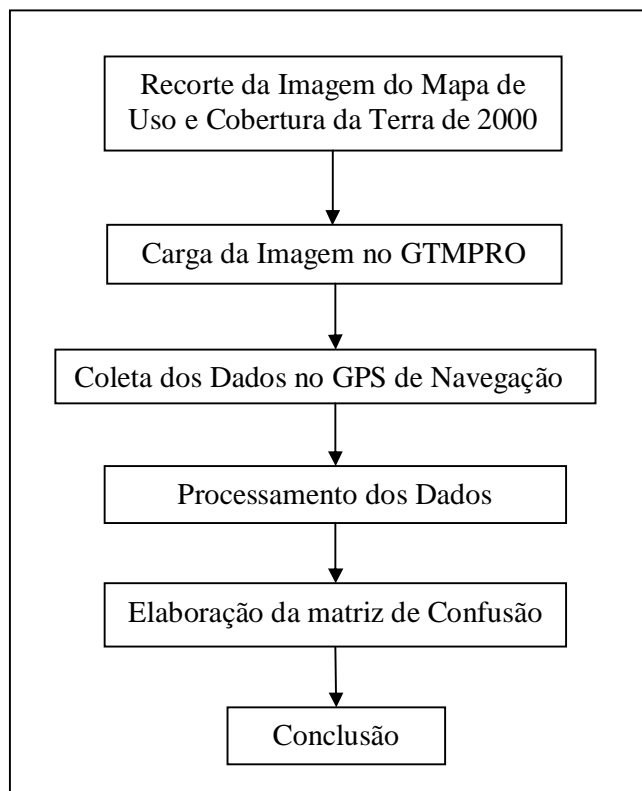 Recorte da Imagem do Mapa de
Uso e Cobertura da Terra de 2000
Carga da Imagem no GTMPRO
Coleta dos Dados no GPS de Navegação
Processamento dos Dados
Elaboração da matriz de Confusão
Conclusão